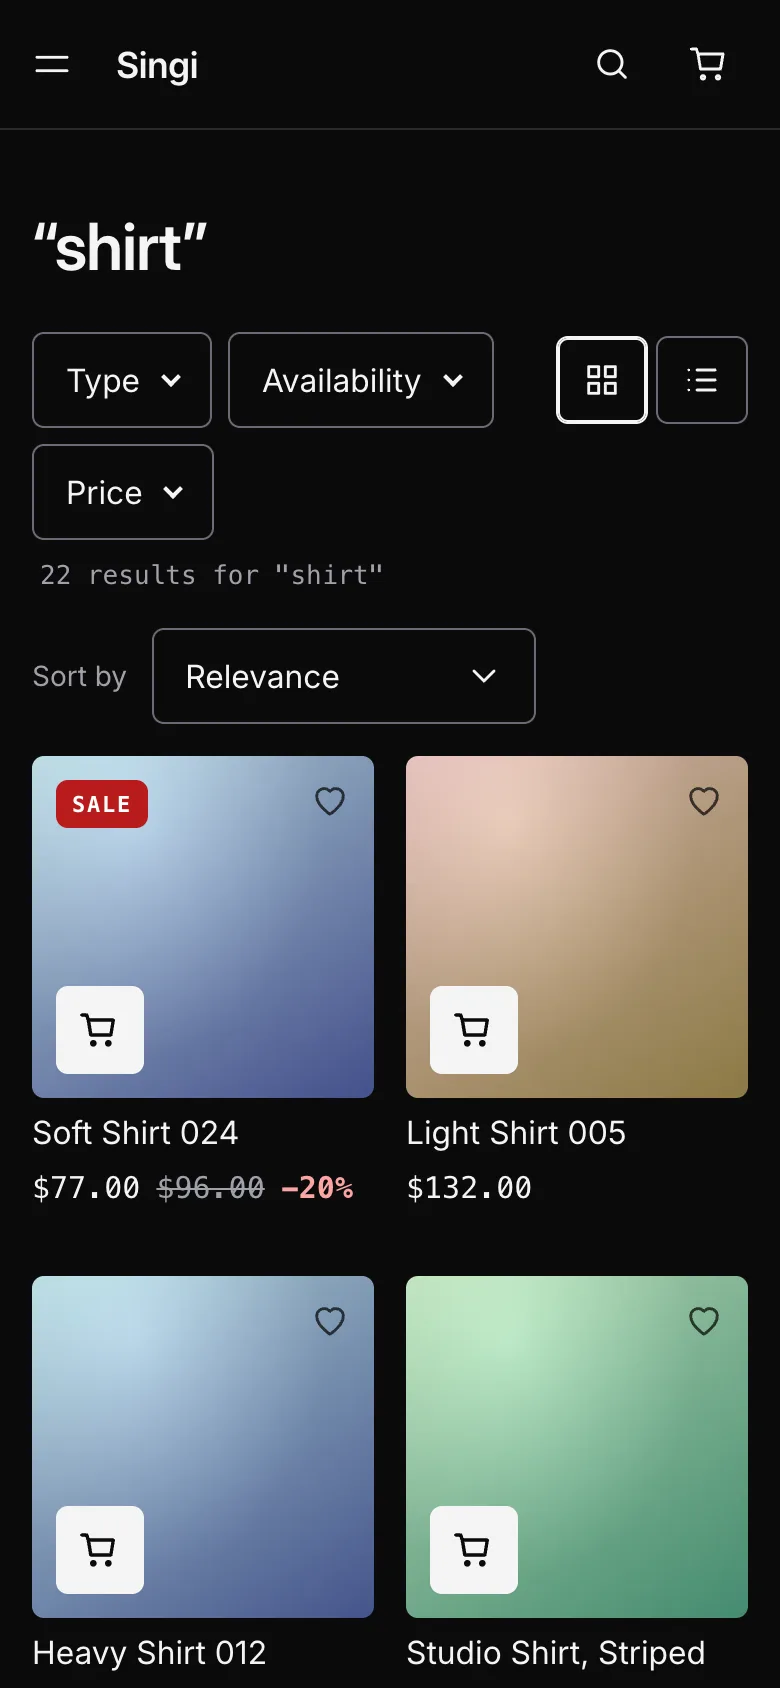 Singi
“shirt”
Type
Availability
Price
22 results for "shirt"
Sort by
Relevance
SALE
Soft Shirt 024
$77.00 $96.00 −20%
Light Shirt 005
$132.00
Heavy Shirt 012
Studio Shirt, Striped